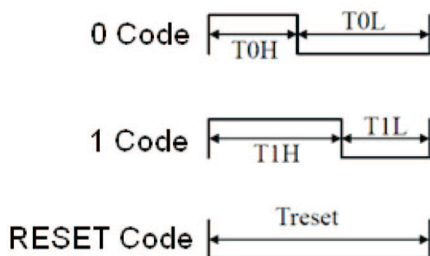 0 Code
T0H
T0L
1 Code
T1H
T1L
RESET Code
Treset